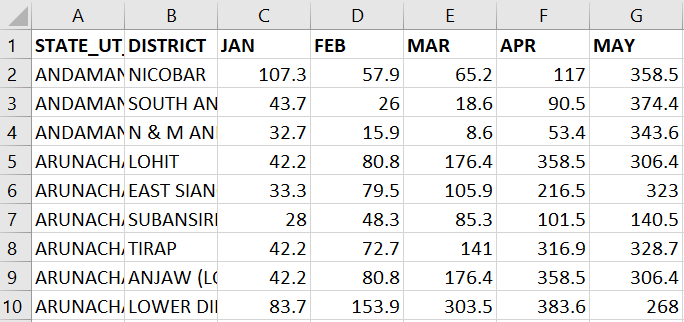 A B C D E F G
1 STATE_UT_ DISTRICT JAN FEB MAR APR MAY
2 ANDAMAN NICOBAR 107.3 57.9 65.2 117 358.5
3 ANDAMAN SOUTH AN 43.7 26 18.6 90.5 374.4
4 ANDAMAN N & M AN 32.7 15.9 8.6 53.4 343.6
5 ARUNACHA LOHIT 42.2 80.8 176.4 358.5 306.4
6 ARUNACHA EAST SIAN 33.3 79.5 105.9 216.5 323
7 ARUNACHA SUBANSIRI 28 48.3 85.3 101.5 140.5
8 ARUNACHA TIRAP 42.2 72.7 141 316.9 328.7
9 ARUNACHA ANJAW (LO 42.2 80.8 176.4 358.5 306.4
10 ARUNACHA LOWER DI 83.7 153.9 303.5 383.6 268